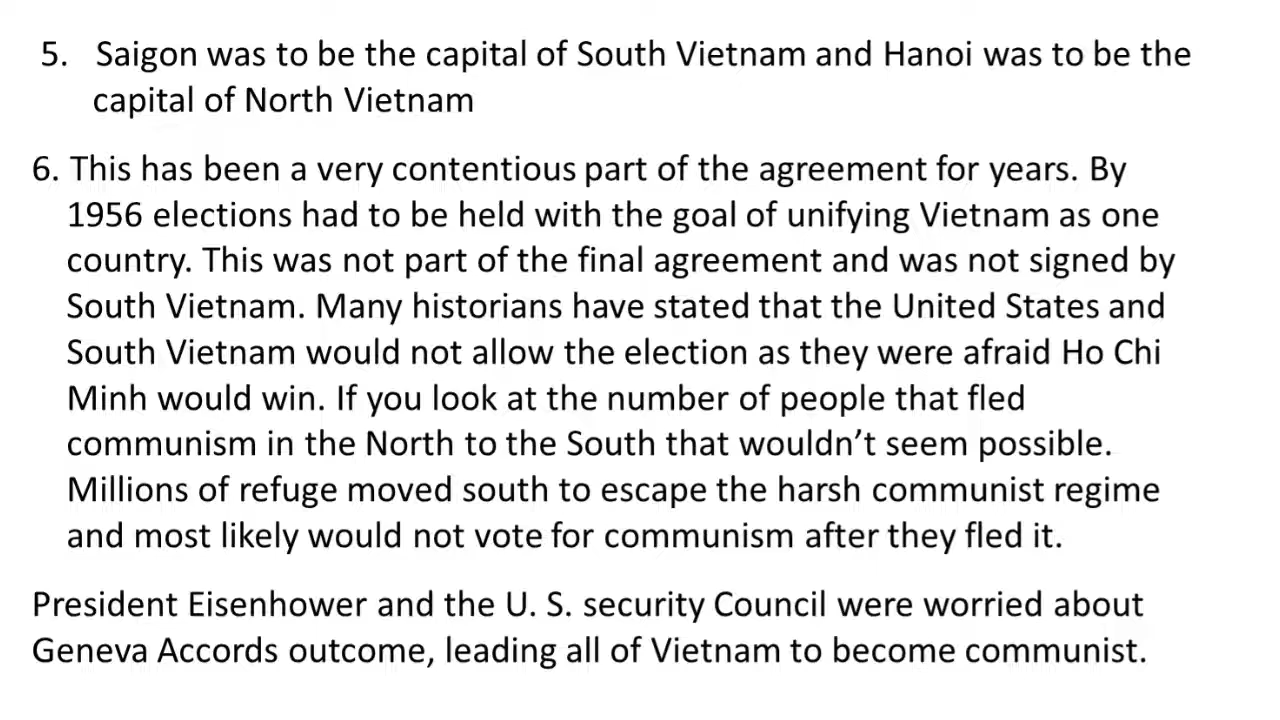 5. Saigon was to be the capital of South Vietnam and Hanoi was to be the
capital of North Vietnam
6. This has been a very contentious part of the agreement for years. By
1956 elections had to be held with the goal of unifying Vietnam as one
country. This was not part of the final agreement and was not signed by
South Vietnam. Many historians have stated that the United States and
South Vietnam would not allow the election as they were afraid Ho Chi
Minh would win. If you look at the number of people that fled
communism in the North to the South that wouldn’t seem possible.
Millions of refuge moved south to escape the harsh communist regime
and most likely would not vote for communism after they fled it.
President Eisenhower and the U. S. security Council were worried about
Geneva Accords outcome, leading all of Vietnam to become communist.